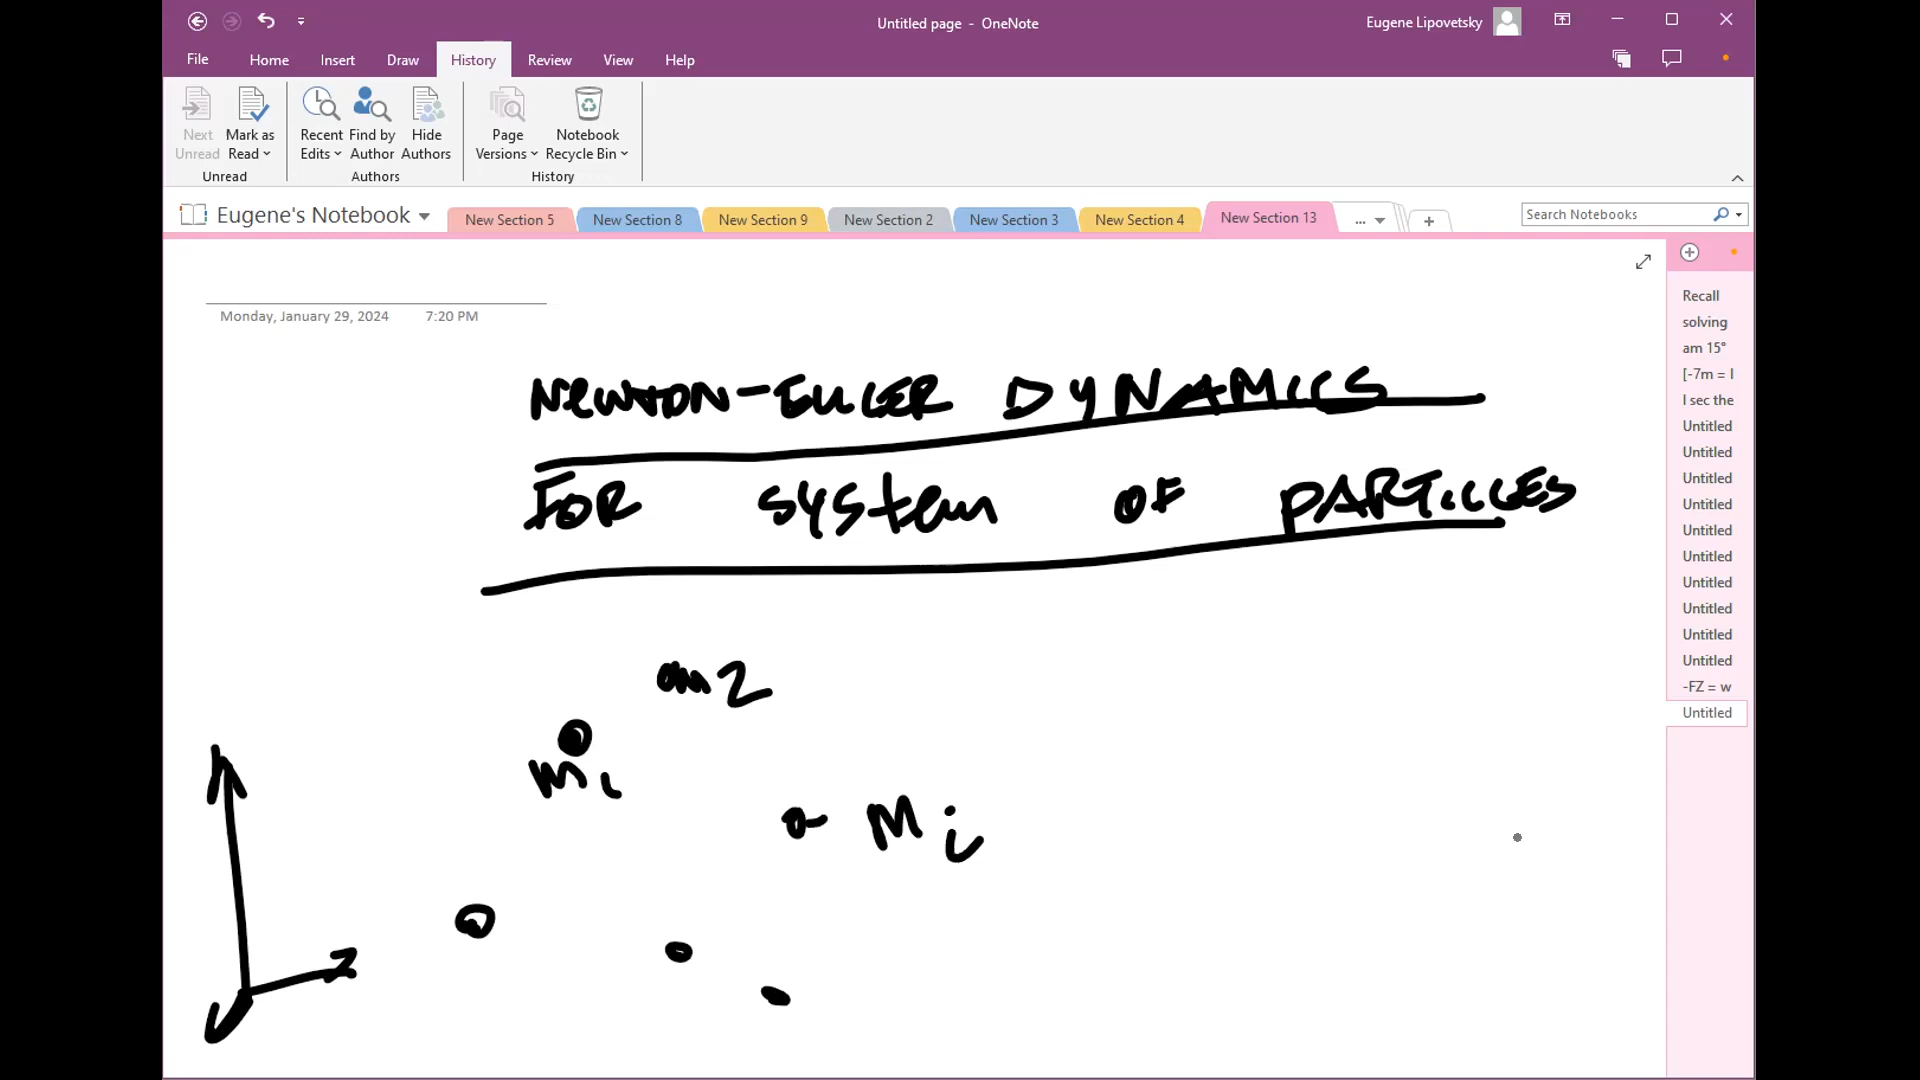 Untitled page - OneNote
Eugene Lipovetsky
File Home Insert Draw History Review View Help
Next Unread
Mark as Read
Recent Edits
Find by Author
Hide Authors
Page Versions
Notebook Recycle Bin
Unread Authors History
Eugene's Notebook New Section 5 New Section 8 New Section 9 New Section 2 New Section 3 New Section 4 New Section 13 ... Search Notebooks
Monday, January 29, 2024 7:20 PM
NEWTON-EULER DYNAMICS
FOR system OF PARTICLES
m2
m
Mi
Recall
solving
am 15°
[-7m = I
I sec the
Untitled
Untitled
Untitled
Untitled
Untitled
Untitled
Untitled
Untitled
Untitled
Untitled
-FZ = w
Untitled